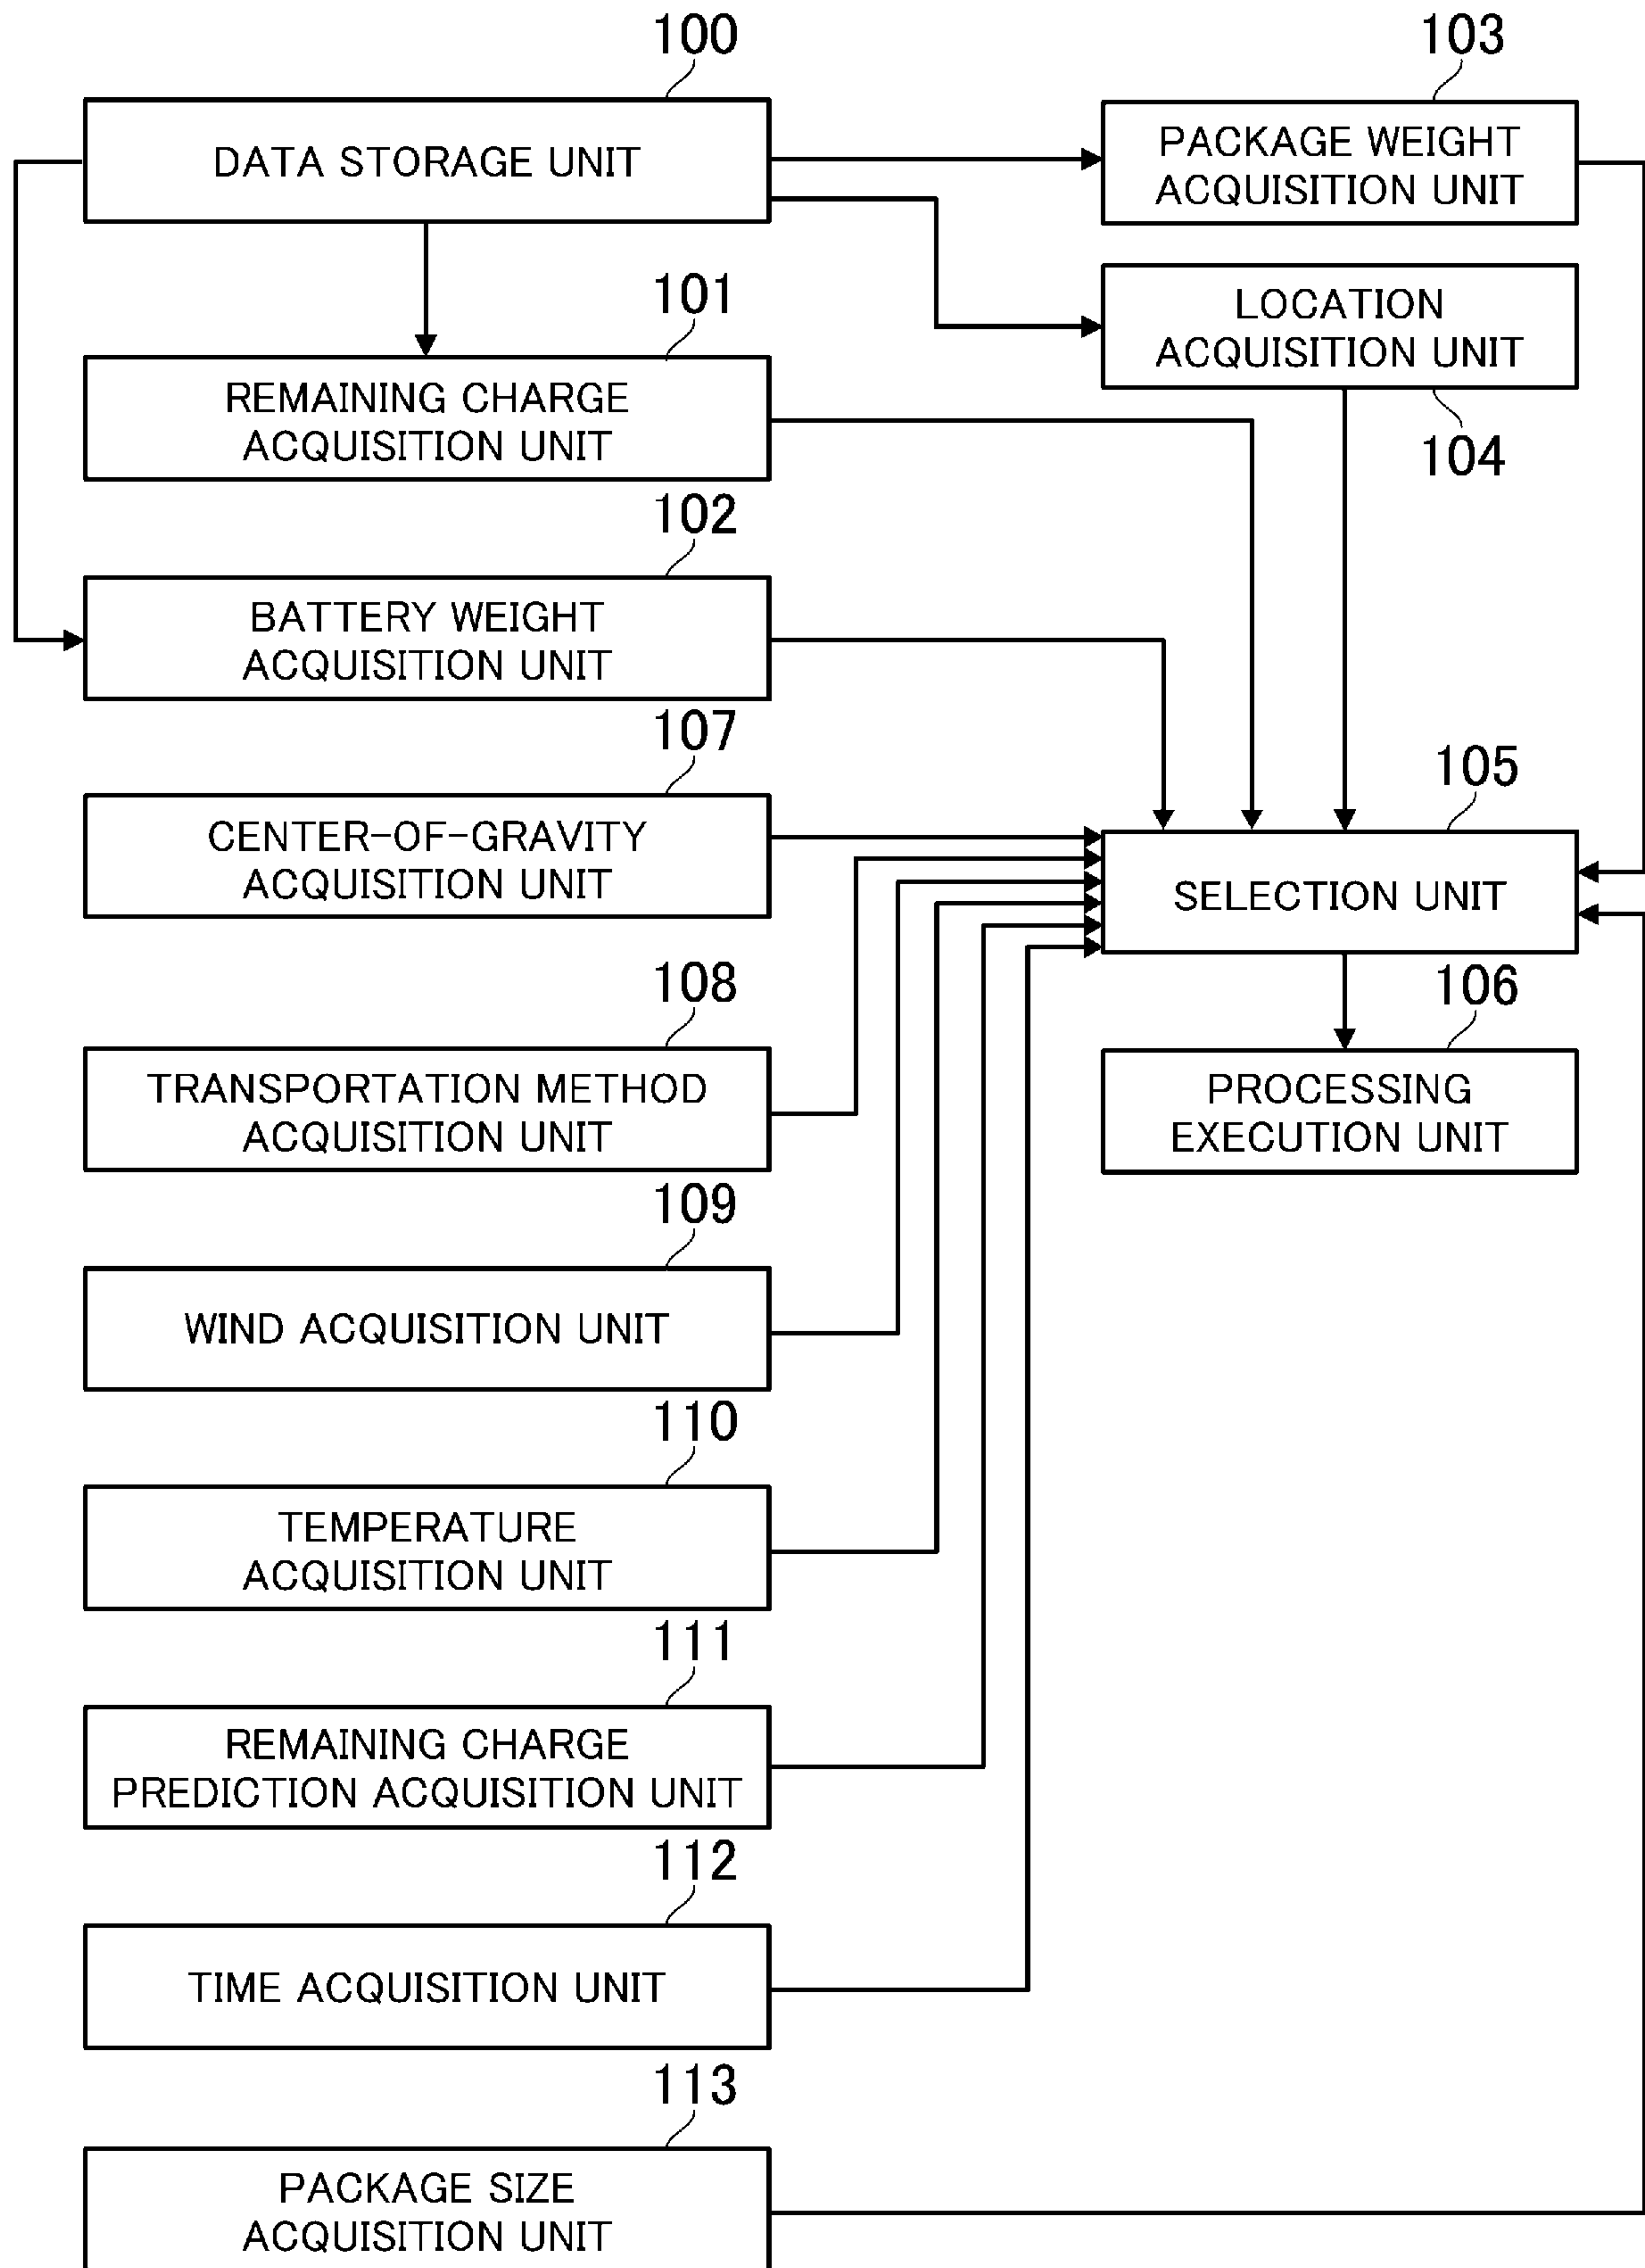 100
DATA STORAGE UNIT
103
PACKAGE WEIGHT
ACQUISITION UNIT
101
REMAINING CHARGE
ACQUISITION UNIT
LOCATION
ACQUISITION UNIT
104
102
BATTERY WEIGHT
ACQUISITION UNIT
107
CENTER-OF-GRAVITY
ACQUISITION UNIT
105
SELECTION UNIT
108
TRANSPORTATION METHOD
ACQUISITION UNIT
106
PROCESSING
EXECUTION UNIT
109
WIND ACQUISITION UNIT
110
TEMPERATURE
ACQUISITION UNIT
111
REMAINING CHARGE
PREDICTION ACQUISITION UNIT
112
TIME ACQUISITION UNIT
113
PACKAGE SIZE
ACQUISITION UNIT